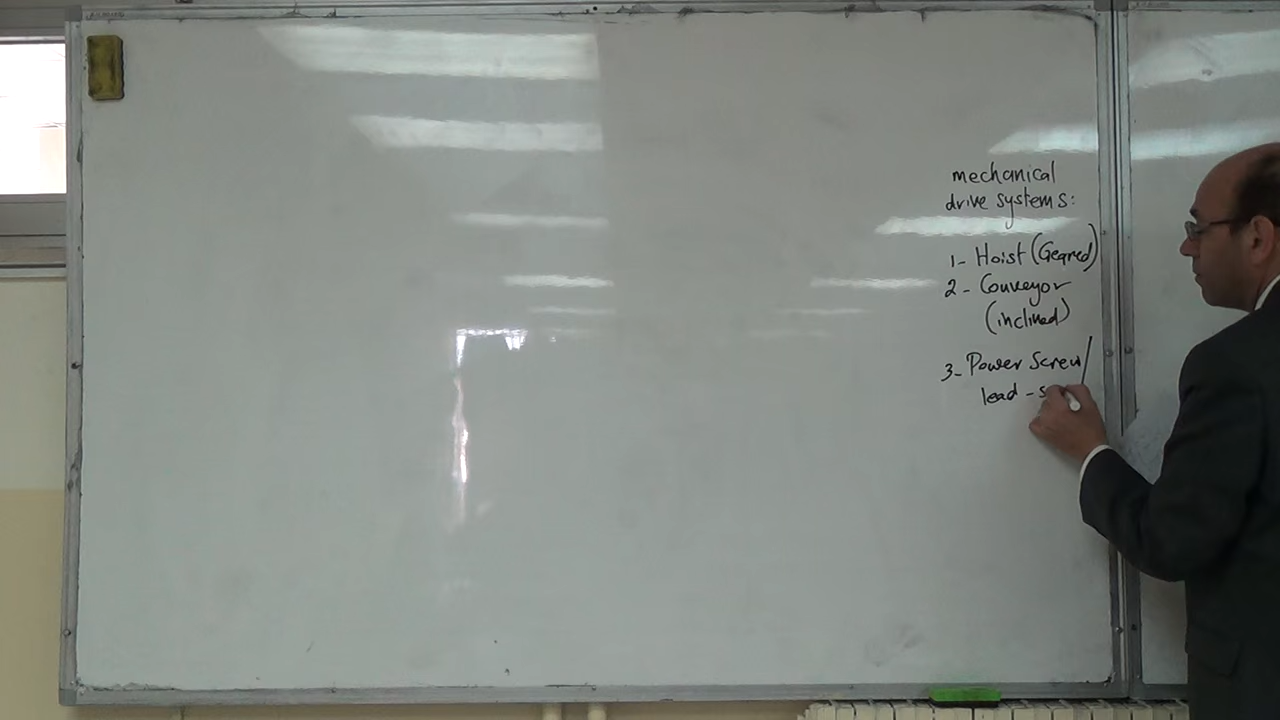 mechanical
drive systems:
1- Hoist (Geared)
2- Conveyor
(inclined)
3- Power Screw/
lead-s